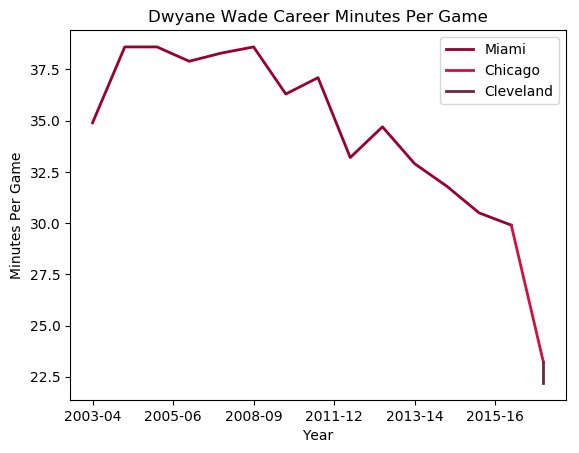 Dwyane Wade Career Minutes Per Game
Miami
Chicago
Cleveland
37.5
35.0
32.5
30.0
27.5
25.0
22.5
Minutes Per Game
2003-04 2005-06 2008-09 2011-12 2013-14 2015-16
Year